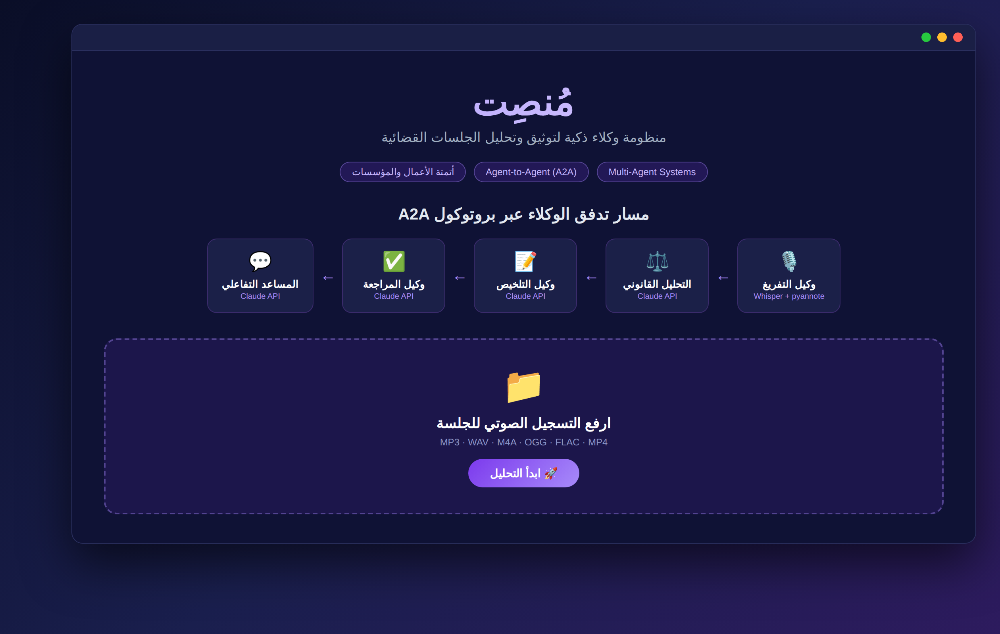 مُنصِت
منظومة وكلاء ذكية لتوثيق وتحليل الجلسات القضائية
Multi-Agent Systems
Agent-to-Agent (A2A)
أتمتة الأعمال والمؤسسات
مسار تدفق الوكلاء عبر بروتوكول A2A
وكيل التفريغ
Whisper + pyannote
←
التحليل القانوني
Claude API
←
وكيل التلخيص
Claude API
←
وكيل المراجعة
Claude API
←
المساعد التفاعلي
Claude API
ارفع التسجيل الصوتي للجلسة
MP3 · WAV · M4A · OGG · FLAC · MP4
🚀 ابدأ التحليل